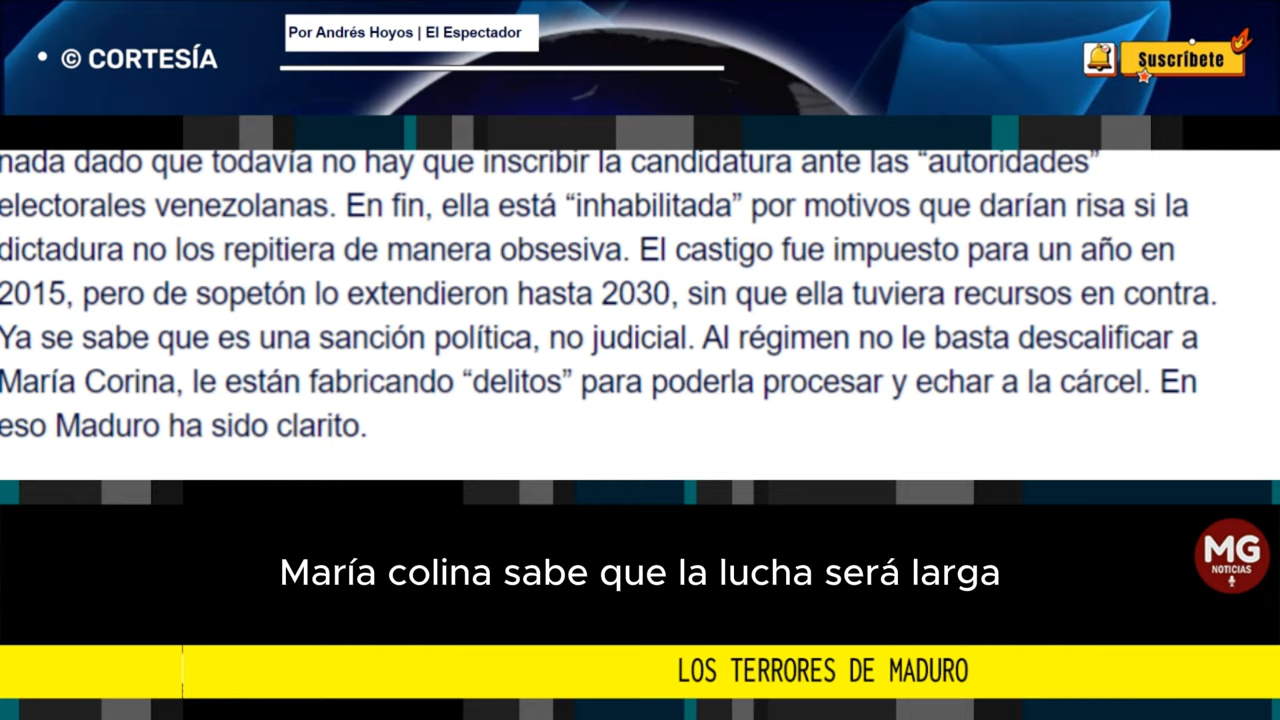 • © CORTESÍA
Por Andrés Hoyos | El Espectador
Suscríbete
nada dado que todavía no hay que inscribir la candidatura ante las “autoridades”
electorales venezolanas. En fin, ella está “inhabilitada” por motivos que darían risa si la
dictadura no los repitiera de manera obsesiva. El castigo fue impuesto para un año en
2015, pero de sopetón lo extendieron hasta 2030, sin que ella tuviera recursos en contra.
Ya se sabe que es una sanción política, no judicial. Al régimen no le basta descalificar a
María Corina, le están fabricando “delitos” para poderla procesar y echar a la cárcel. En
eso Maduro ha sido clarito.
María colina sabe que la lucha será larga
MG
NOTICIAS
LOS TERRORES DE MADURO